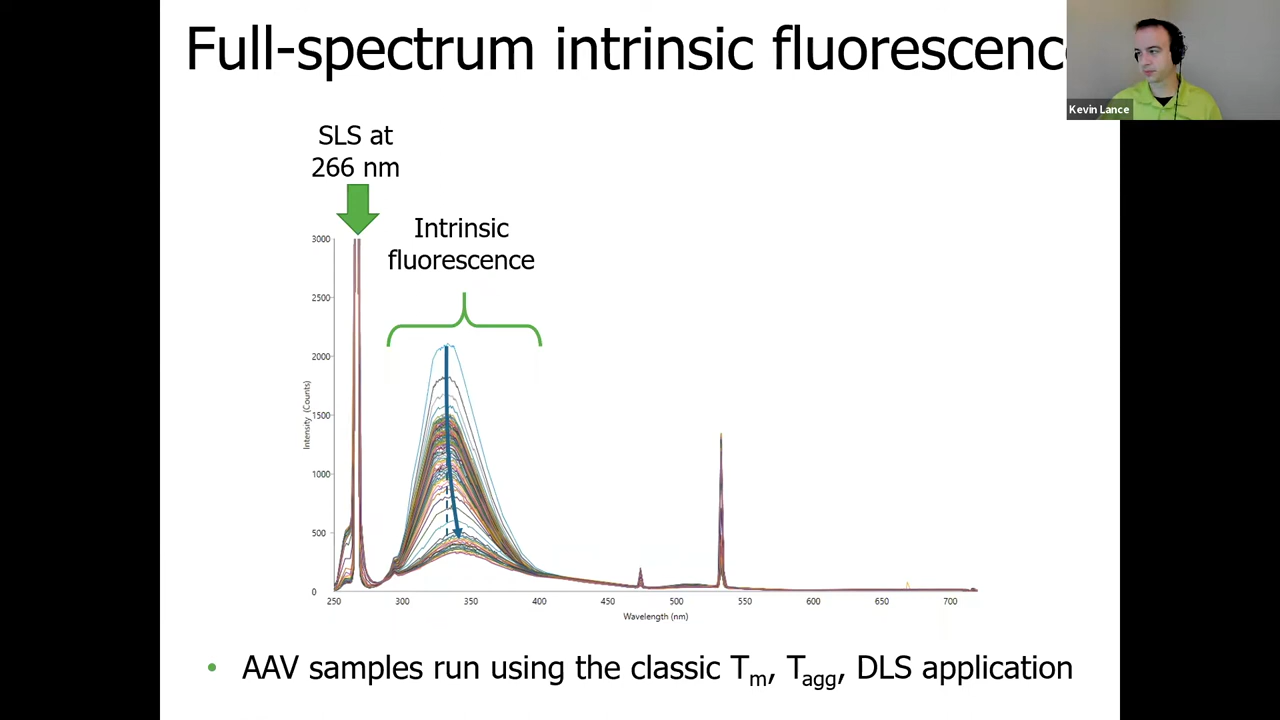 Full-spectrum intrinsic fluorescenc
Kevin Lance
SLS at
266 nm
Intrinsic
fluorescence
3000
2500
2000
1500
1000
500
0
Intensity (Counts)
250 300 350 400 450 500 550 600 650 700
Wavelength (nm)
• AAV samples run using the classic Tm, Tagg, DLS application